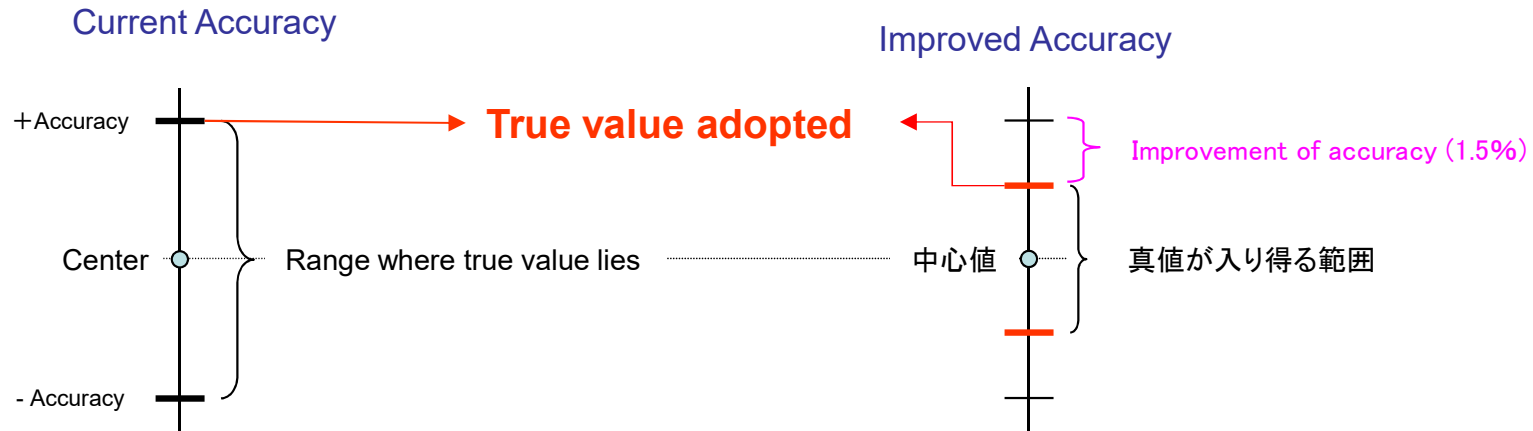 Current Accuracy
Improved Accuracy
＋Accuracy
True value adopted
Improvement of accuracy (1.5%)
Center
Range where true value lies
中心値
真値が入り得る範囲
- Accuracy